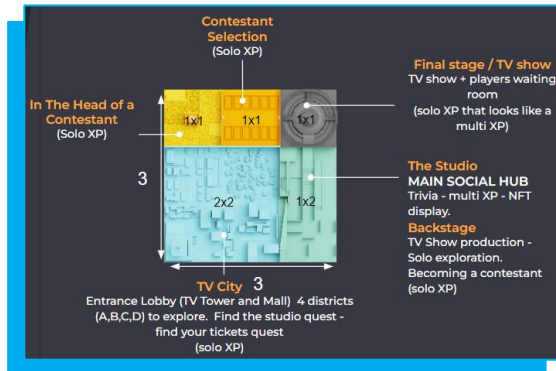 Contestant
Selection
(Solo XP)
In The Head of a
Contestant
(Solo XP)
Final stage / TV show
TV show + players waiting
room
(solo XP that looks like a
multi XP)
1x1
1x1
1x1
3
2x2
1x2
The Studio
MAIN SOCIAL HUB
Trivia - multi XP - NFT
display.
Backstage
TV Show production -
Solo exploration.
Becoming a contestant
(solo XP)
TV City
3
Entrance Lobby (TV Tower and Mall) 4 districts
(A,B,C,D) to explore. Find the studio quest -
find your tickets quest
(solo XP)